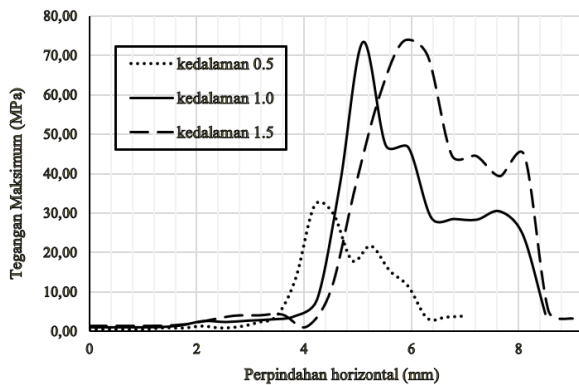 80,00
70,00
60,00
50,00
40,00
30,00
20,00
10,00
0,00
Tegangan Maksimum (MPa)
kedalaman 0.5
kedalaman 1.0
kedalaman 1.5
0
2
4
6
8
Perpindahan horizontal (mm)